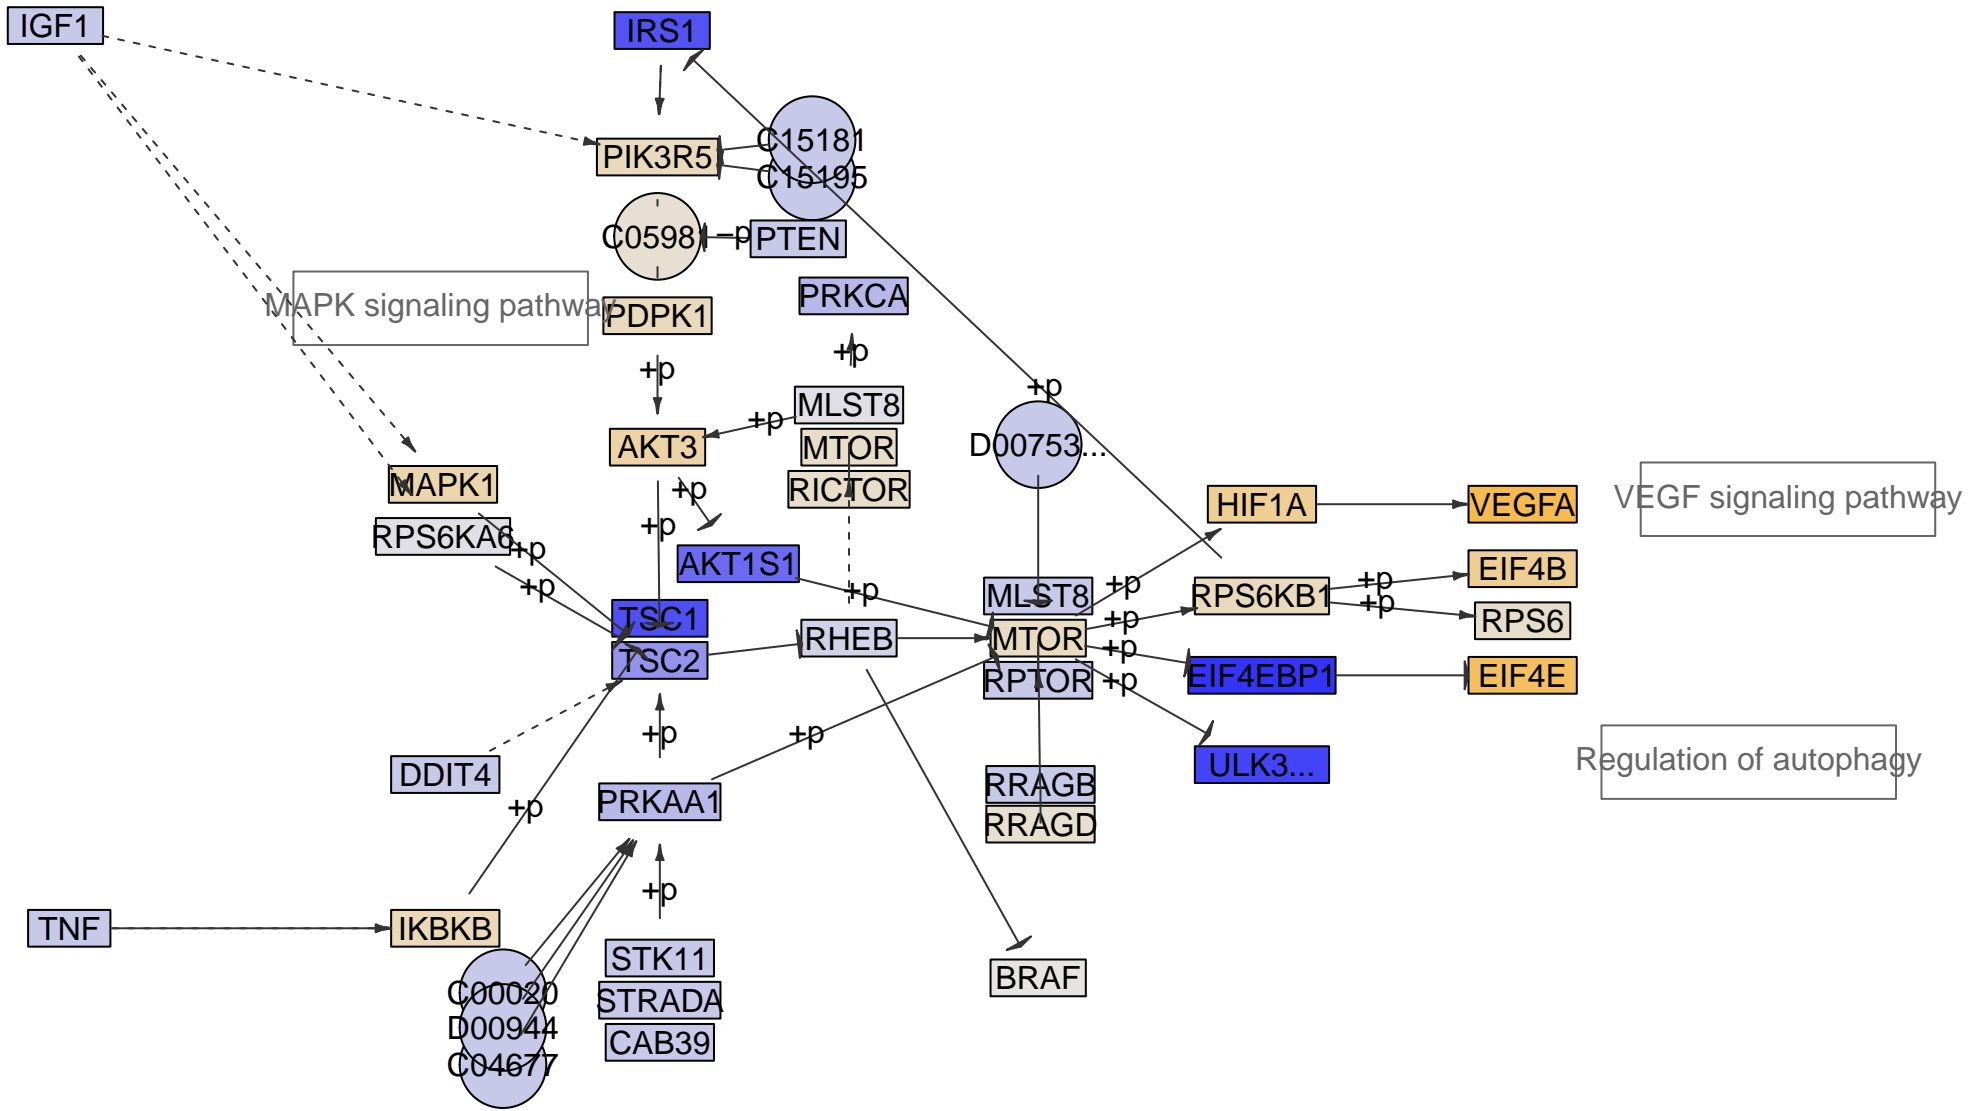 IGF1
IRS1
C15181
PIK3R5
C15195
C05981
-p
PTEN
PRKCA
MAPK signaling pathway
PDPK1
+p
+p
+p
MLST8
+p
AKT3
MTOR
D00753...
MAPK1
RICTOR
+p
HIF1A
VEGFA
VEGF signaling pathway
RPS6KA6
+p
+p
AKT1S1
EIF4B
+p
+p
+p
+p
MLST8
RPS6KB1
+p
TSC1
+p
RPS6
RHEB
MTOR
+p
TSC2
RPTOR
+p
EIF4EBP1
EIF4E
+p
+p
Regulation of autophagy
DDIT4
ULK3...
RRAGB
PRKAA1
+p
RRAGD
+p
TNF
IKBKB
STK11
BRAF
C00020
STRADA
D00944
CAB39
C04677